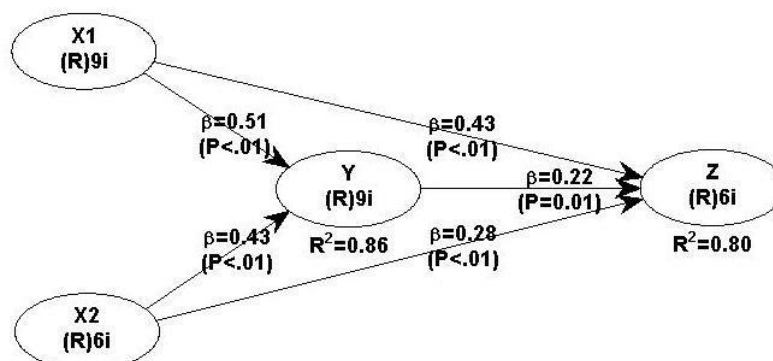 X1
(R)9i
β=0.51
(P<.01)
β=0.43
(P<.01)
Y
(R)9i
β=0.22
(P=0.01)
Z
(R)6i
R²=0.86
R²=0.80
β=0.43
(P<.01)
β=0.28
(P<.01)
X2
(R)6i